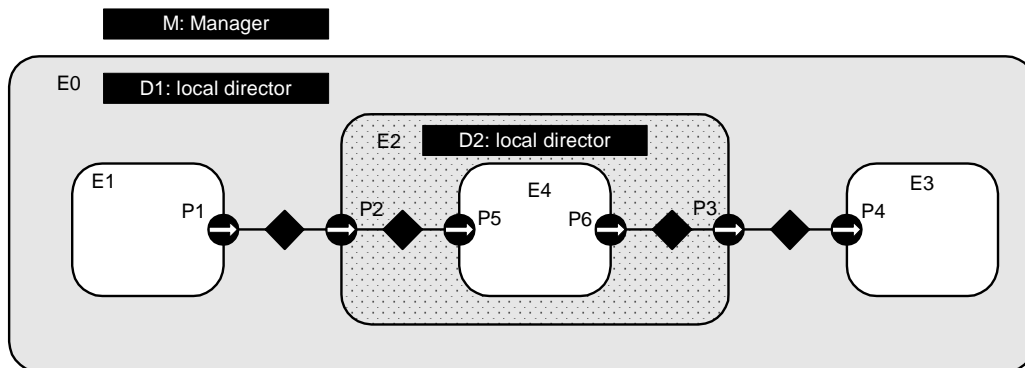 M: Manager
E0
D1: local director
E2
D2: local director
E1
E4
E3
P1
P2
P5
P6
P3
P4